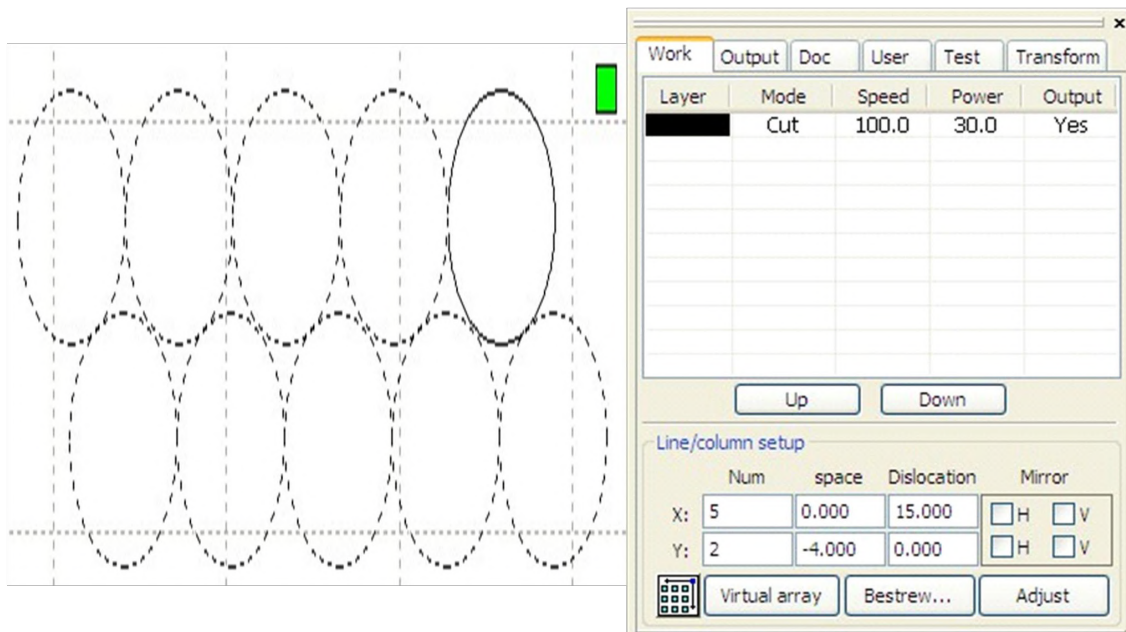 x
Work Output Doc User Test Transform
Layer Mode Speed Power Output
Cut 100.0 30.0 Yes
Up Down
Line/column setup
Num space Dislocation Mirror
X: 5 0.000 15.000 H V
Y: 2 -4.000 0.000 H V
Virtual array Bestrew... Adjust